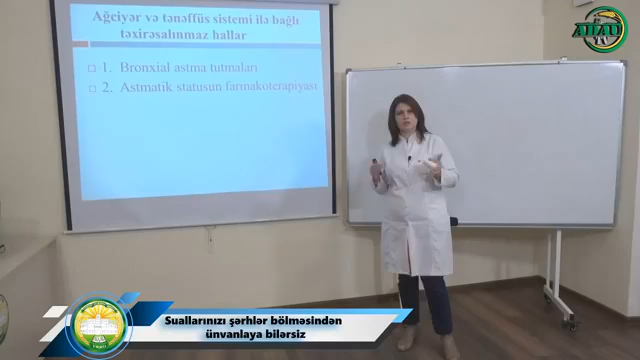 Ağciyər və tənəffüs sistemi ilə bağlı
təxirəsalınmaz hallar
1. Bronxial astma tutmaları
2. Astmatik statusun farmakoterapiyası
ADAU
Suallarınızı şərhlər bölməsindən
ünvanlaya bilərsiz